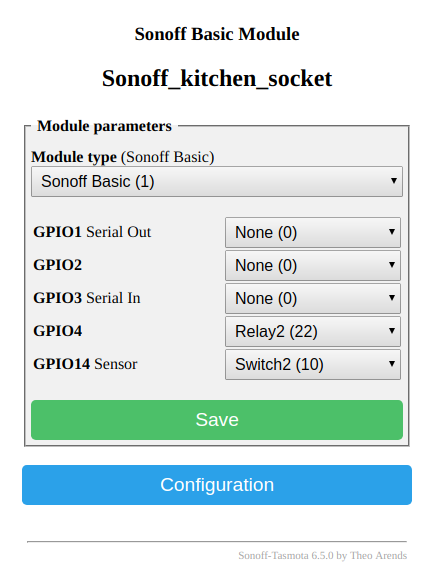 Sonoff Basic Module
Sonoff_kitchen_socket
Module parameters
Module type (Sonoff Basic)
Sonoff Basic (1)
GPIO1 Serial Out None (0)
GPIO2 None (0)
GPIO3 Serial In None (0)
GPIO4 Relay2 (22)
GPIO14 Sensor Switch2 (10)
Save
Configuration
Sonoff-Tasmota 6.5.0 by Theo Arends